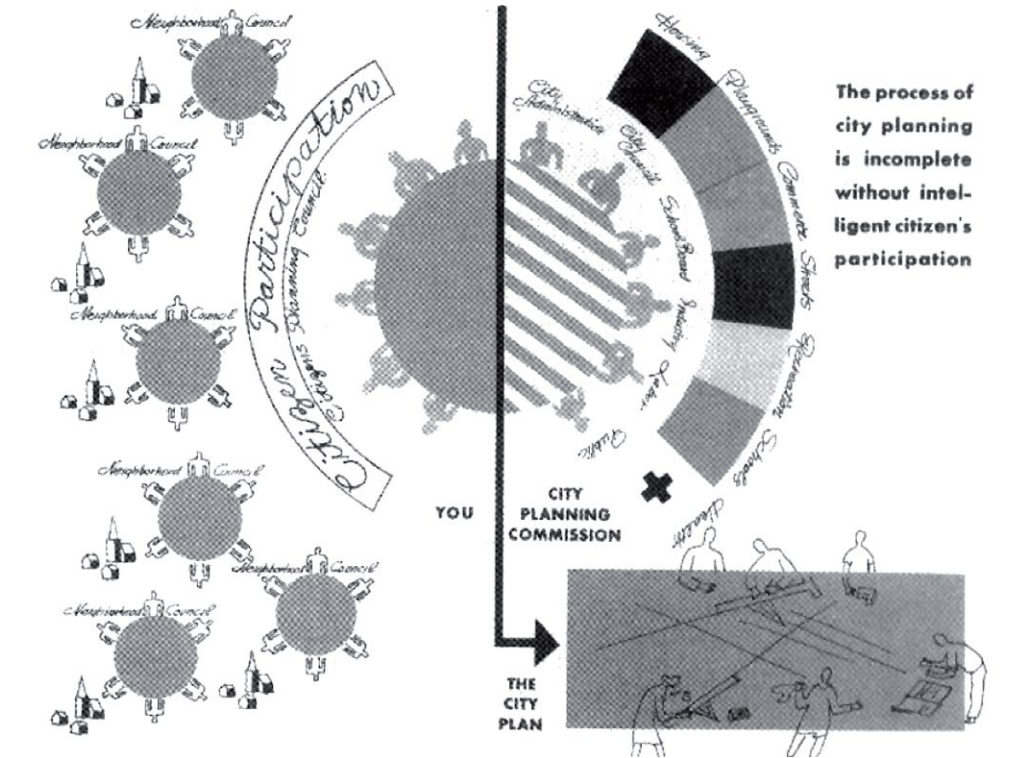 Neighborhood Council
Neighborhood Council
Neighborhood Council
Neighborhood Council
Neighborhood Council
Neighborhood Council
Citizen Participation
Citizens Planning Council
City
Administration
City
Council
School Board
Industry
Labor
Public
Housing
Playgrounds
Commerce
Streets
Recreation
Schools
Health
The process of
city planning
is incomplete
without intel-
ligent citizen's
participation
YOU
CITY
PLANNING
COMMISSION
THE
CITY
PLAN